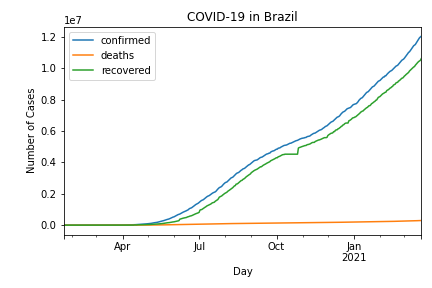 COVID-19 in Brazil
1e7
confirmed
deaths
recovered
1.2
1.0
0.8
0.6
0.4
0.2
0.0
Number of Cases
Apr Jul Oct Jan
2021
Day